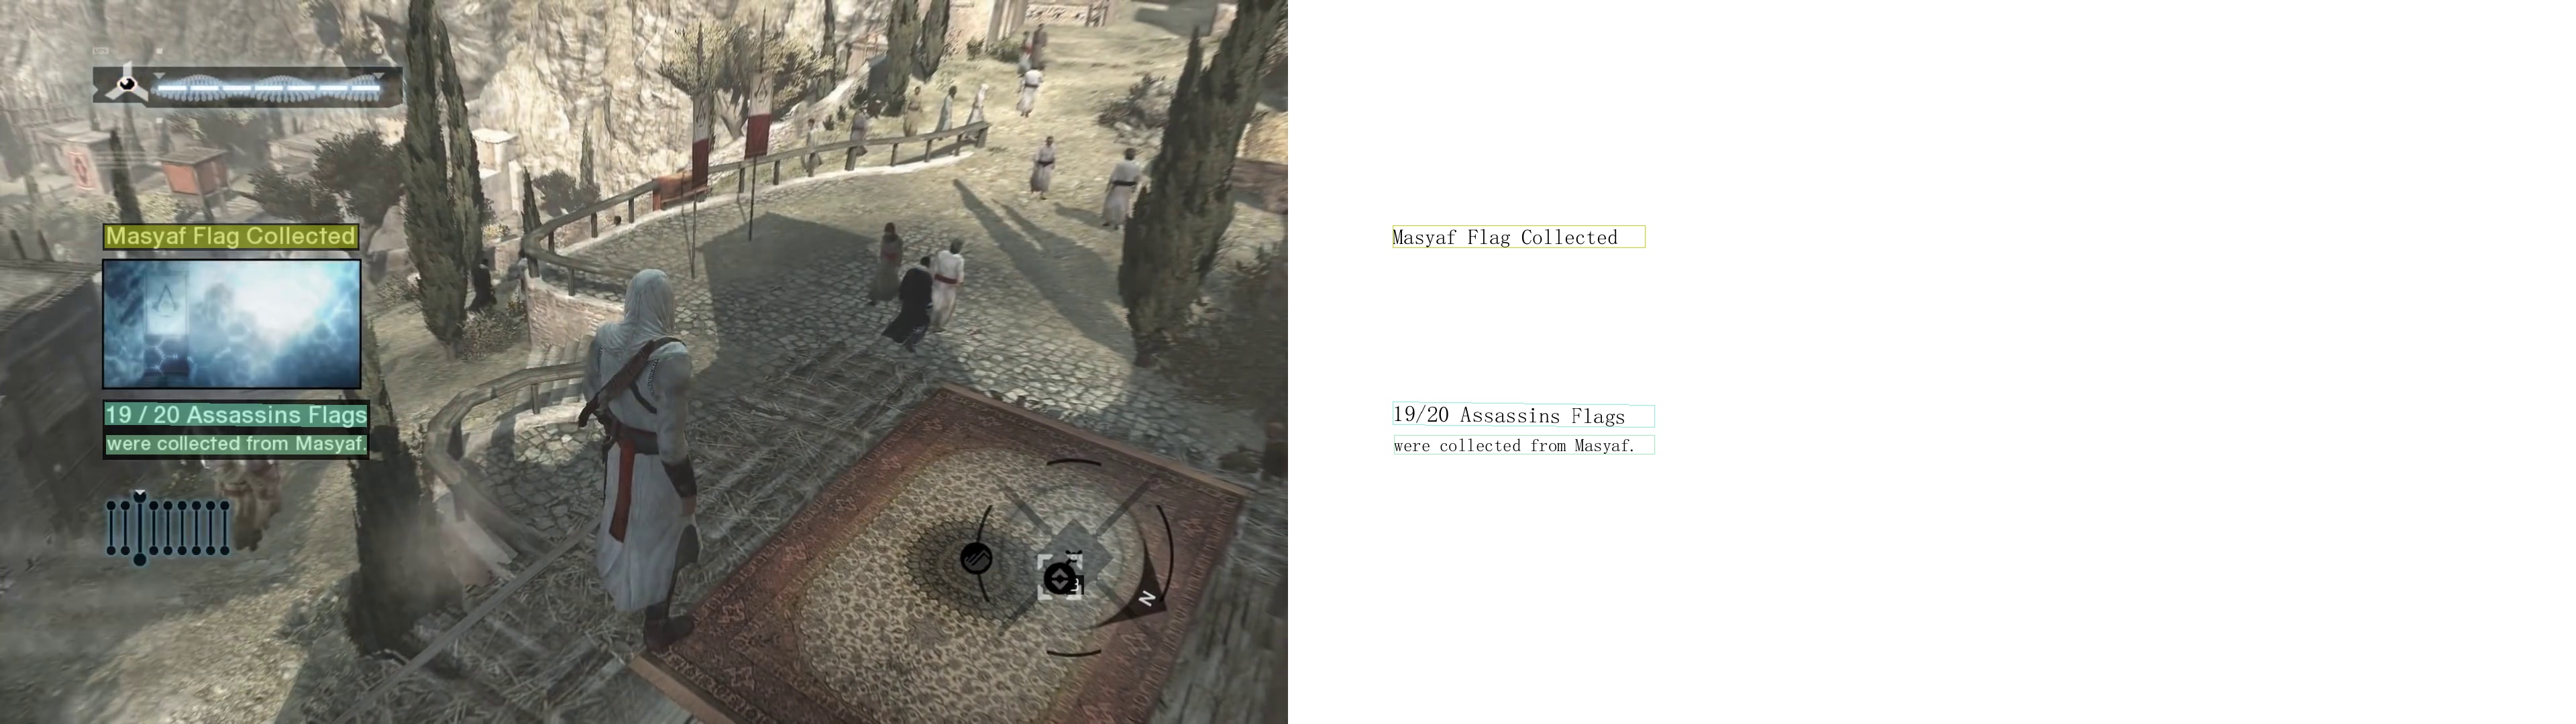 Masyaf Flag Collected
19 / 20 Assassins Flags
were collected from Masyaf.
N
Masyaf Flag Collected
19/20 Assassins Flags
were collected from Masyaf.